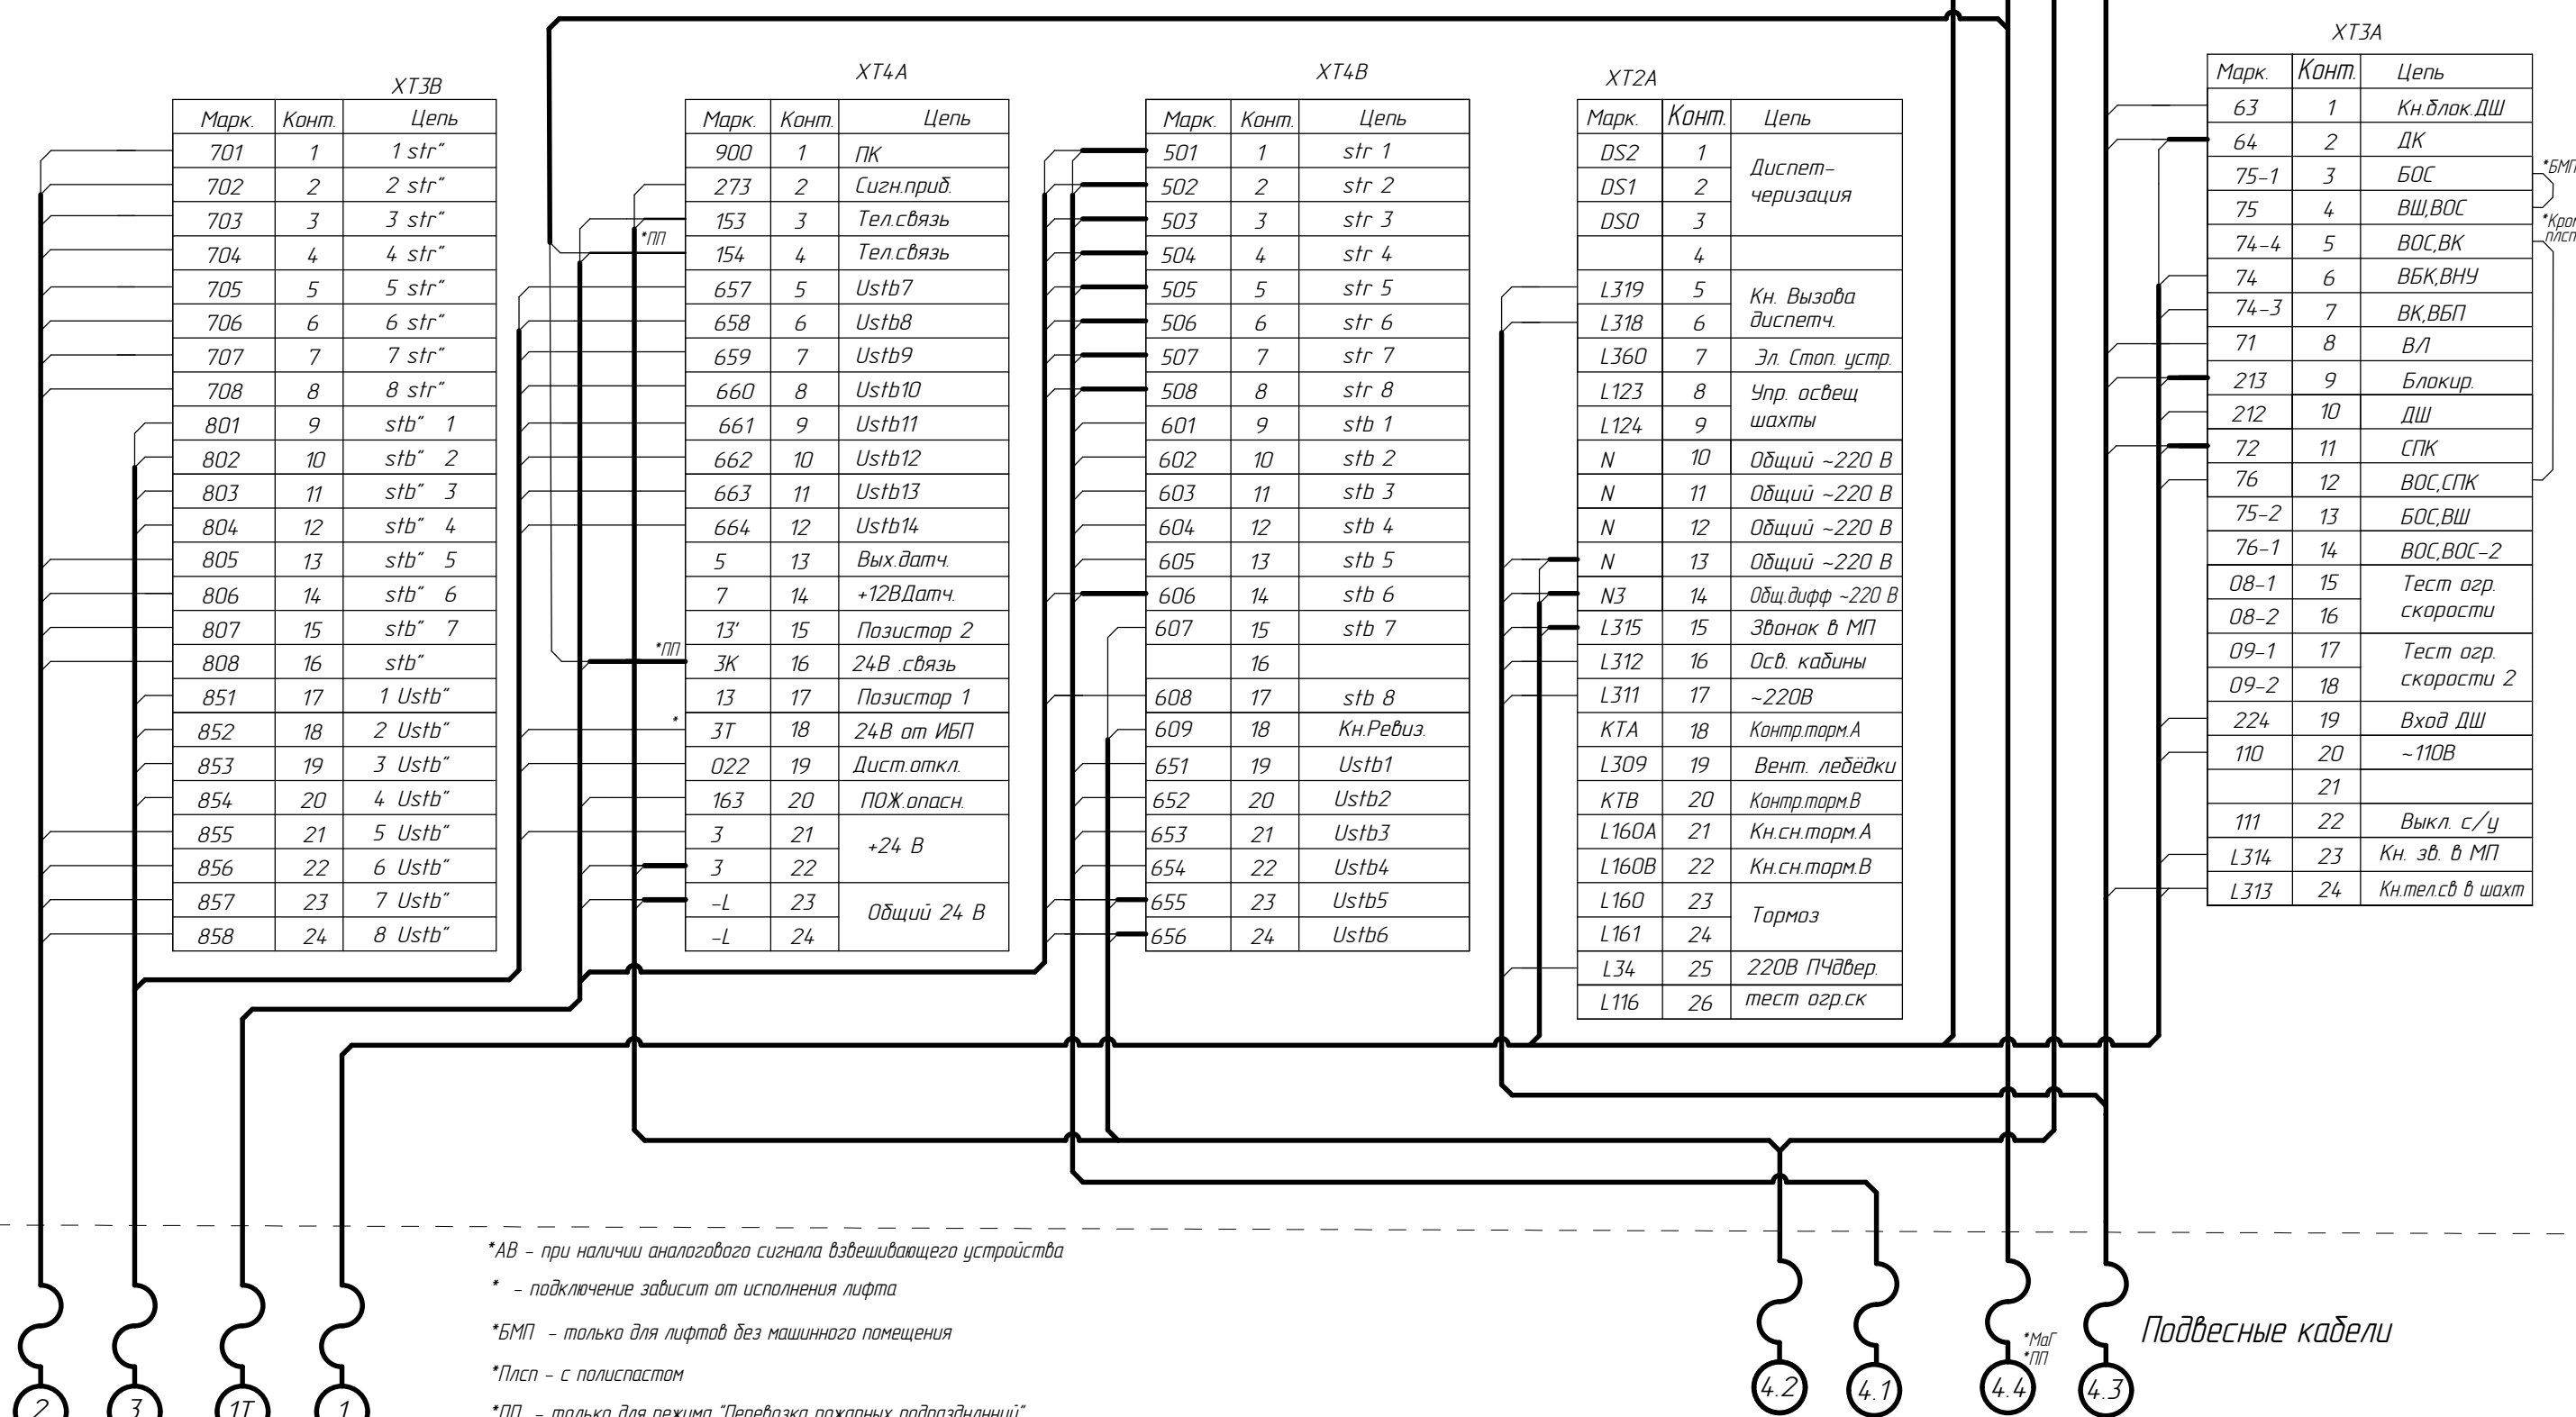 XT3B
Марк. Конт. Цепь
701 1 1 str"
702 2 2 str"
703 3 3 str"
704 4 4 str"
705 5 5 str"
706 6 6 str"
707 7 7 str"
708 8 8 str"
801 9 stb" 1
802 10 stb" 2
803 11 stb" 3
804 12 stb" 4
805 13 stb" 5
806 14 stb" 6
807 15 stb" 7
808 16 stb"
851 17 1 Ustb"
852 18 2 Ustb"
853 19 3 Ustb"
854 20 4 Ustb"
855 21 5 Ustb"
856 22 6 Ustb"
857 23 7 Ustb"
858 24 8 Ustb"
XT4A
Марк. Конт. Цепь
900 1 ПК
273 2 Сигн.приб.
153 3 Тел.связь
*ПП
154 4 Тел.связь
657 5 Ustb7
658 6 Ustb8
659 7 Ustb9
660 8 Ustb10
661 9 Ustb11
662 10 Ustb12
663 11 Ustb13
664 12 Ustb14
5 13 Вых.датч.
7 14 +12ВДатч.
13' 15 Позистор 2
*ПП
3К 16 24В .связь
13 17 Позистор 1
*
3Т 18 24В от ИБП
022 19 Дист.откл.
163 20 ПОЖ.опасн.
3 21
+24 В
3 22
-L 23
Общий 24 В
-L 24
XT4B
Марк. Конт. Цепь
501 1 str 1
502 2 str 2
503 3 str 3
504 4 str 4
505 5 str 5
506 6 str 6
507 7 str 7
508 8 str 8
601 9 stb 1
602 10 stb 2
603 11 stb 3
604 12 stb 4
605 13 stb 5
606 14 stb 6
607 15 stb 7
16
608 17 stb 8
609 18 Кн.Ревиз.
651 19 Ustb1
652 20 Ustb2
653 21 Ustb3
654 22 Ustb4
655 23 Ustb5
656 24 Ustb6
XT2A
Марк. Конт. Цепь
DS2 1
Диспет-
DS1 2
черизация
DS0 3
4
L319 5
Кн. Вызова
L318 6 диспетч.
L360 7 Эл. Стоп. устр.
L123 8 Упр. освещ
L124 9 шахты
N 10 Общий ~220 В
N 11 Общий ~220 В
N 12 Общий ~220 В
N 13 Общий ~220 В
N3 14 Общ.дифф ~220 В
L315 15 Звонок в МП
L312 16 Осв. кабины
L311 17 ~220В
КТА 18 Контр.торм.А
L309 19 Вент. лебёдки
КТВ 20 Контр.торм.В
L160A 21 Кн.сн.торм.А
L160B 22 Кн.сн.торм.В
L160 23
Тормоз
L161 24
L34 25 220В ПЧдвер.
L116 26 тест огр.ск
XT3A
Марк. Конт. Цепь
63 1 Кн.блок.ДШ
64 2 ДК
*БМП
75-1 3 БОС
75 4 ВШ,ВОС
74-4 5 ВОС,ВК
74 6 ВБК,ВНУ
74-3 7 ВК,ВБП
71 8 ВЛ
213 9 Блокир.
212 10 ДШ
72 11 СПК
76 12 ВОС,СПК
75-2 13 БОС,ВШ
76-1 14 ВОС,ВОС-2
08-1 15 Тест огр.
08-2 16 скорости
09-1 17 Тест огр.
09-2 18 скорости 2
224 19 Вход ДШ
110 20 ~110В
21
111 22 Выкл. с/у
L314 23 Кн. зв. в МП
L313 24 Кн.тел.св в шахт
*АВ - при наличии аналогового сигнала взвешивающего устройства
* - подключение зависит от исполнения лифта
*БМП - только для лифтов без машинного помещения
*Плсп - с полиспастом
*ПП - только для режима "Перевозка пожарных
Подвесные кабели
*МаГ
*ПП
2 3 1Т 1 4.2 4.1 4.4 4.3